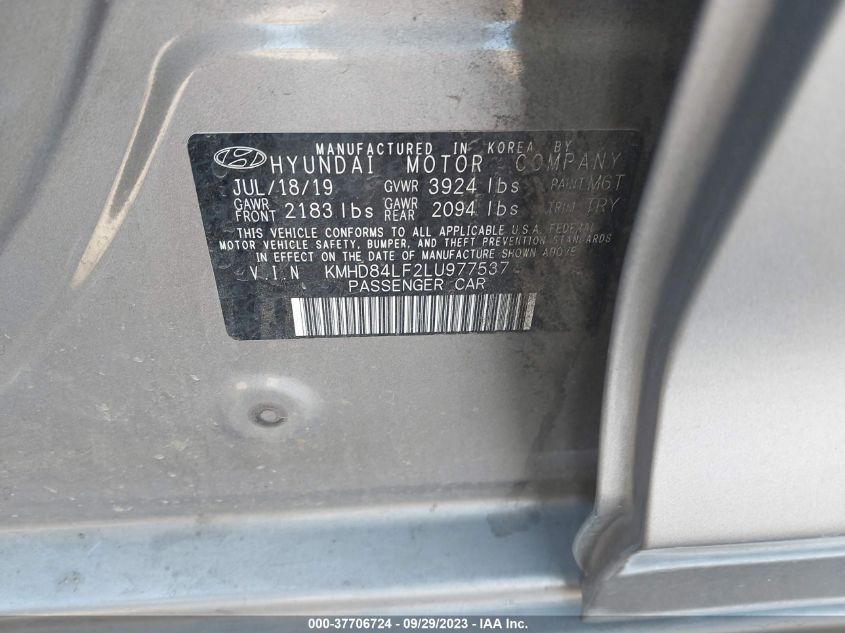 MANUFACTURED IN KOREA BY
HYUNDAI MOTOR COMPANY
JUL/18/19 GVWR 3924 lbs PAINT M6T
GAWR FRONT 2183 lbs GAWR REAR 2094 lbs TRIM TRY
THIS VEHICLE CONFORMS TO ALL APPLICABLE U.S.A. FEDERAL
MOTOR VEHICLE SAFETY, BUMPER, AND THEFT PREVENTION STANDARDS
IN EFFECT ON THE DATE OF MANUFACTURE SHOWN ABOVE
V.I.N KMHD84LF2LU977537
PASSENGER CAR
000-37706724 - 09/29/2023 - IAA Inc.